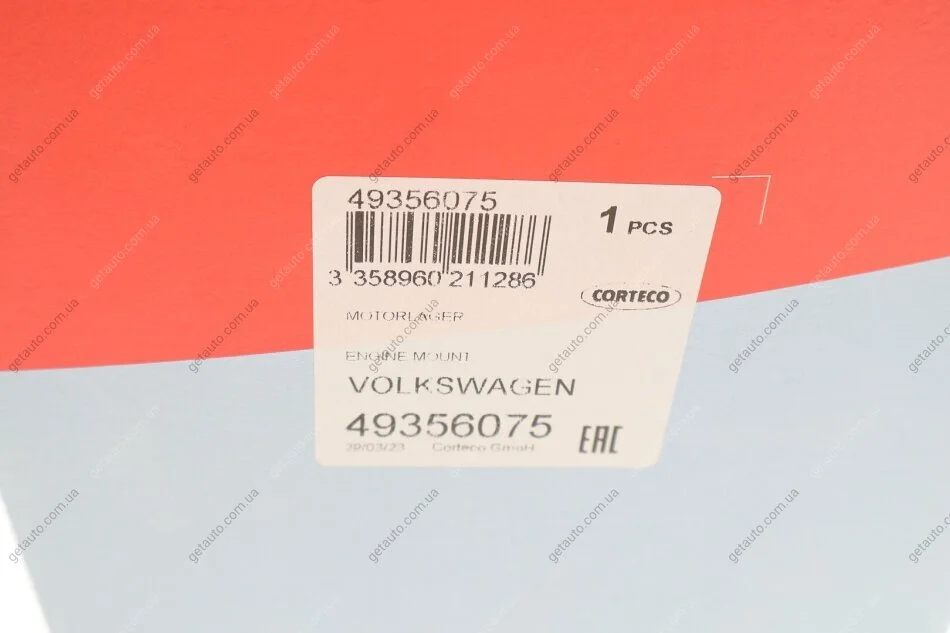 49356075
1 PCS
3 358960 211286
CORTECO
MOTORLAGER
ENGINE MOUNT
VOLKSWAGEN
49356075
EAC
29/03/23 Corteco GmbH
getauto.com.ua